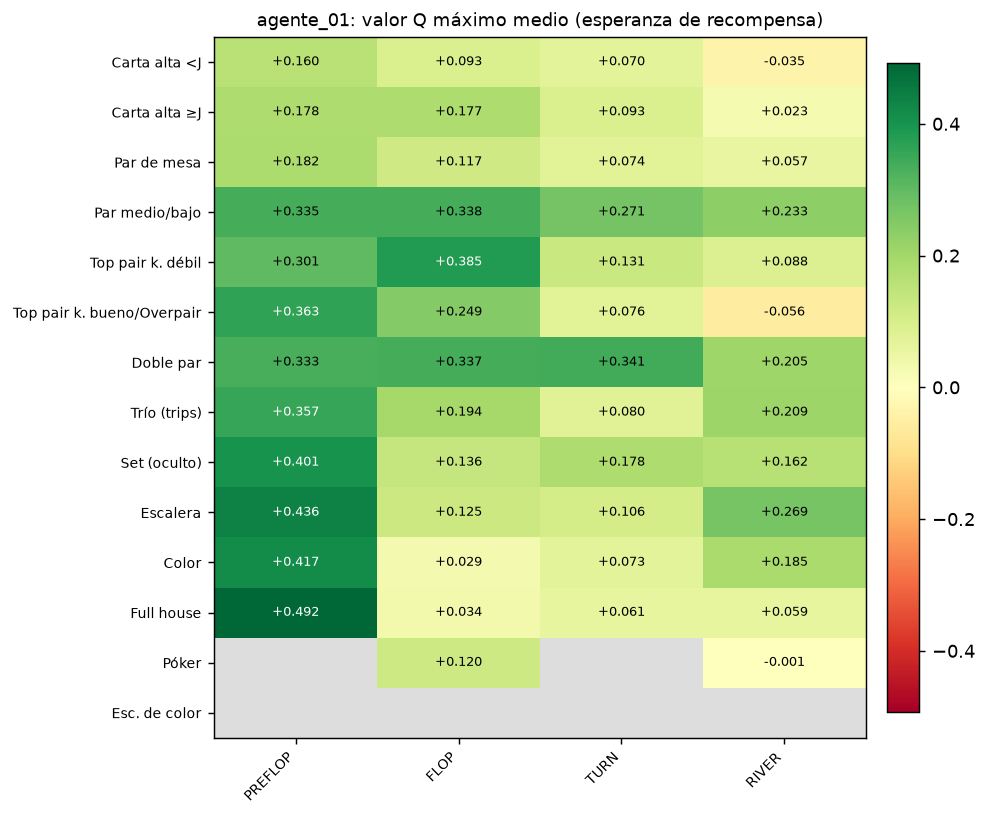 agente_01: valor Q máximo medio (esperanza de recompensa)
Carta alta <J +0.160 +0.093 +0.070 -0.035
Carta alta ≥J +0.178 +0.177 +0.093 +0.023
Par de mesa +0.182 +0.117 +0.074 +0.057
Par medio/bajo +0.335 +0.338 +0.271 +0.233
Top pair k. débil +0.301 +0.385 +0.131 +0.088
Top pair k. bueno/Overpair +0.363 +0.249 +0.076 -0.056
Doble par +0.333 +0.337 +0.341 +0.205
Trío (trips) +0.357 +0.194 +0.080 +0.209
Set (oculto) +0.401 +0.136 +0.178 +0.162
Escalera +0.436 +0.125 +0.106 +0.269
Color +0.417 +0.029 +0.073 +0.185
Full house +0.492 +0.034 +0.061 +0.059
Póker +0.120 -0.001
Esc. de color
PREFLOP FLOP TURN RIVER
0.4
0.2
0.0
−0.2
−0.4